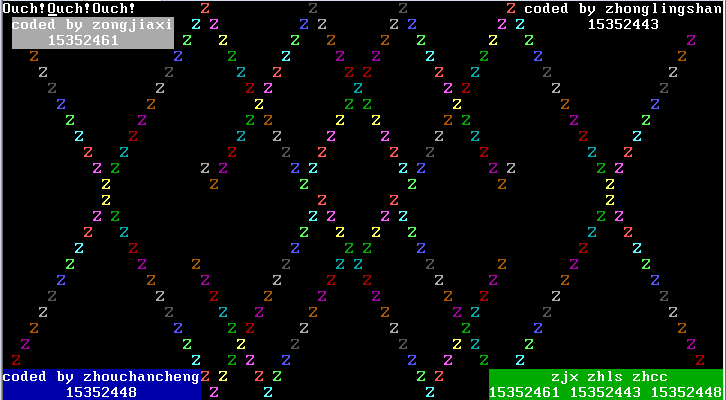 Ouch!Ouch!Ouch!
coded by zongjiaxi
15352461
coded by zhonglingshan
15352443
coded by zhouchancheng
15352448
zjx zhls zhcc
15352461 15352443 15352448